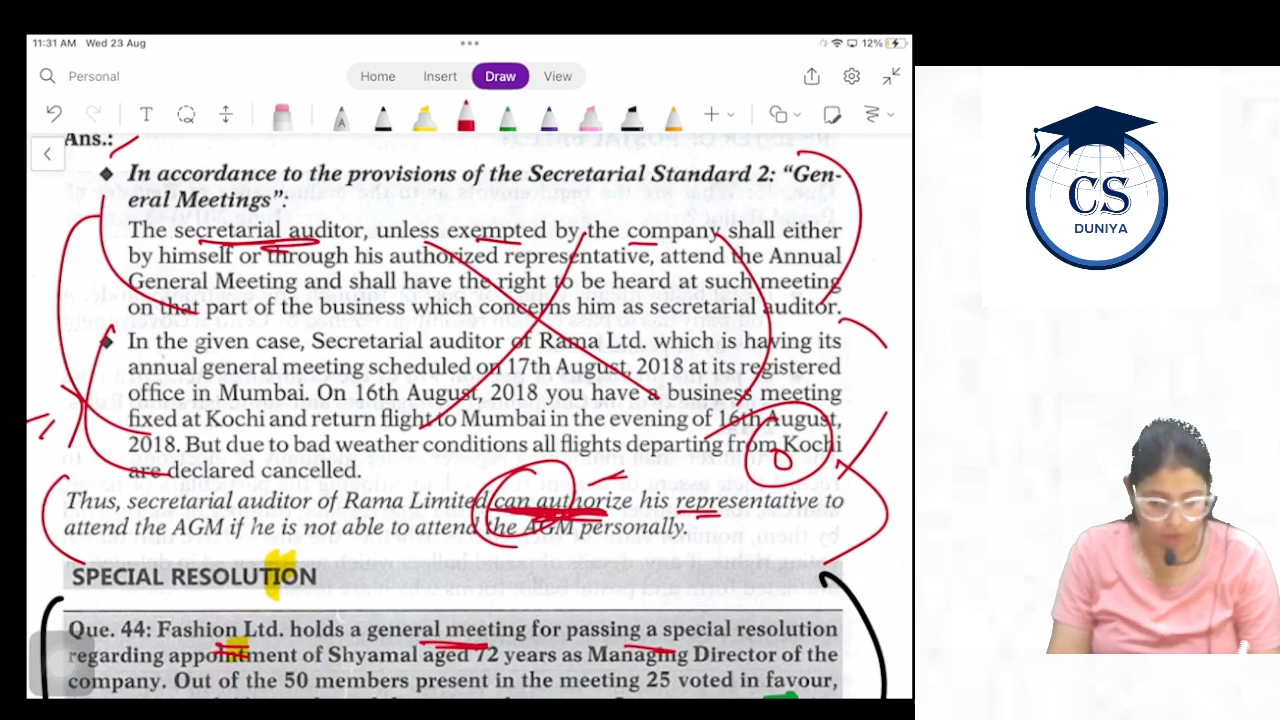 11:31 AM Wed 23 Aug
12%
Personal
Home Insert Draw View
Ans.:
In accordance to the provisions of the Secretarial Standard 2: “Gen-
eral Meetings”:
The secretarial auditor, unless exempted by the company shall either
by himself or through his authorized representative, attend the Annual
General Meeting and shall have the right to be heard at such meeting
on that part of the business which concerns him as secretarial auditor.
In the given case, Secretarial auditor of Rama Ltd. which is having its
annual general meeting scheduled on 17th August, 2018 at its registered
office in Mumbai. On 16th August, 2018 you have a business meeting
fixed at Kochi and return flight to Mumbai in the evening of 16th August,
2018. But due to bad weather conditions all flights departing from Kochi
are declared cancelled.
Thus, secretarial auditor of Rama Limited can authorize his representative to
attend the AGM if he is not able to attend the AGM personally.
SPECIAL RESOLUTION
Que. 44: Fashion Ltd. holds a general meeting for passing a special resolution
regarding appointment of Shyamal aged 72 years as Managing Director of the
company. Out of the 50 members present in the meeting 25 voted in favour,
CS
DUNIYA